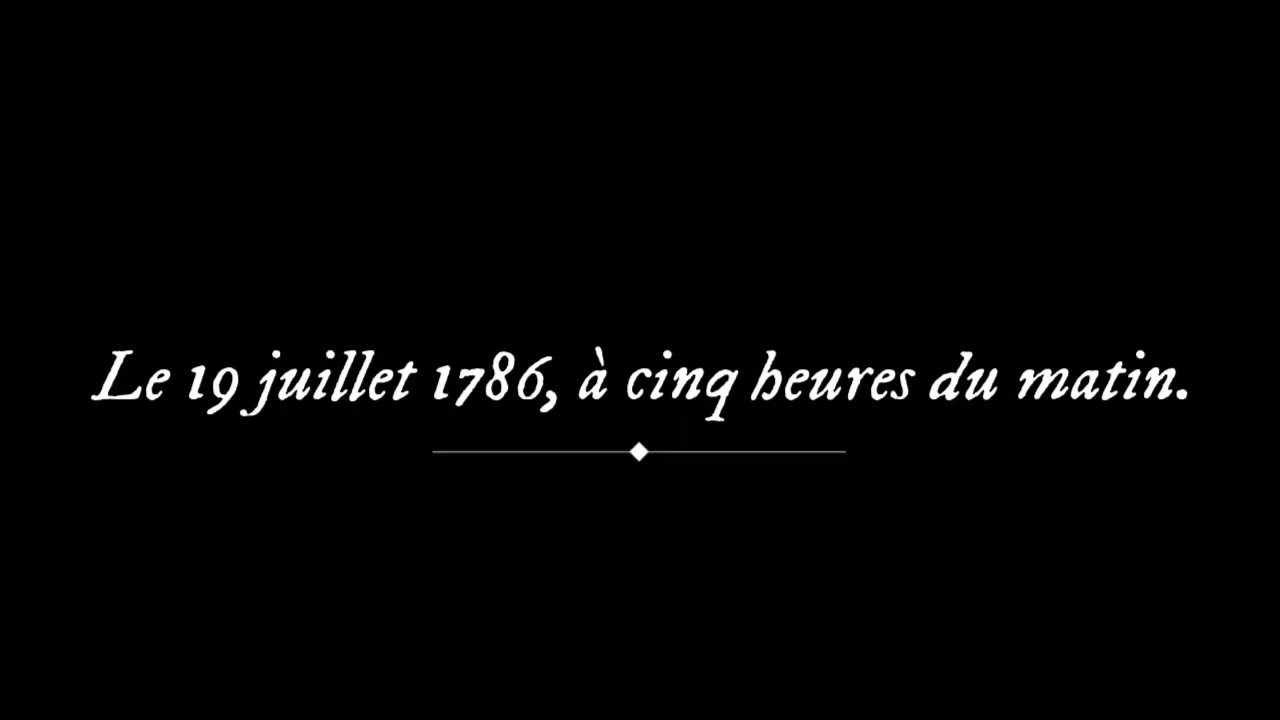 Le 19 juillet 1786, à cinq heures du matin.